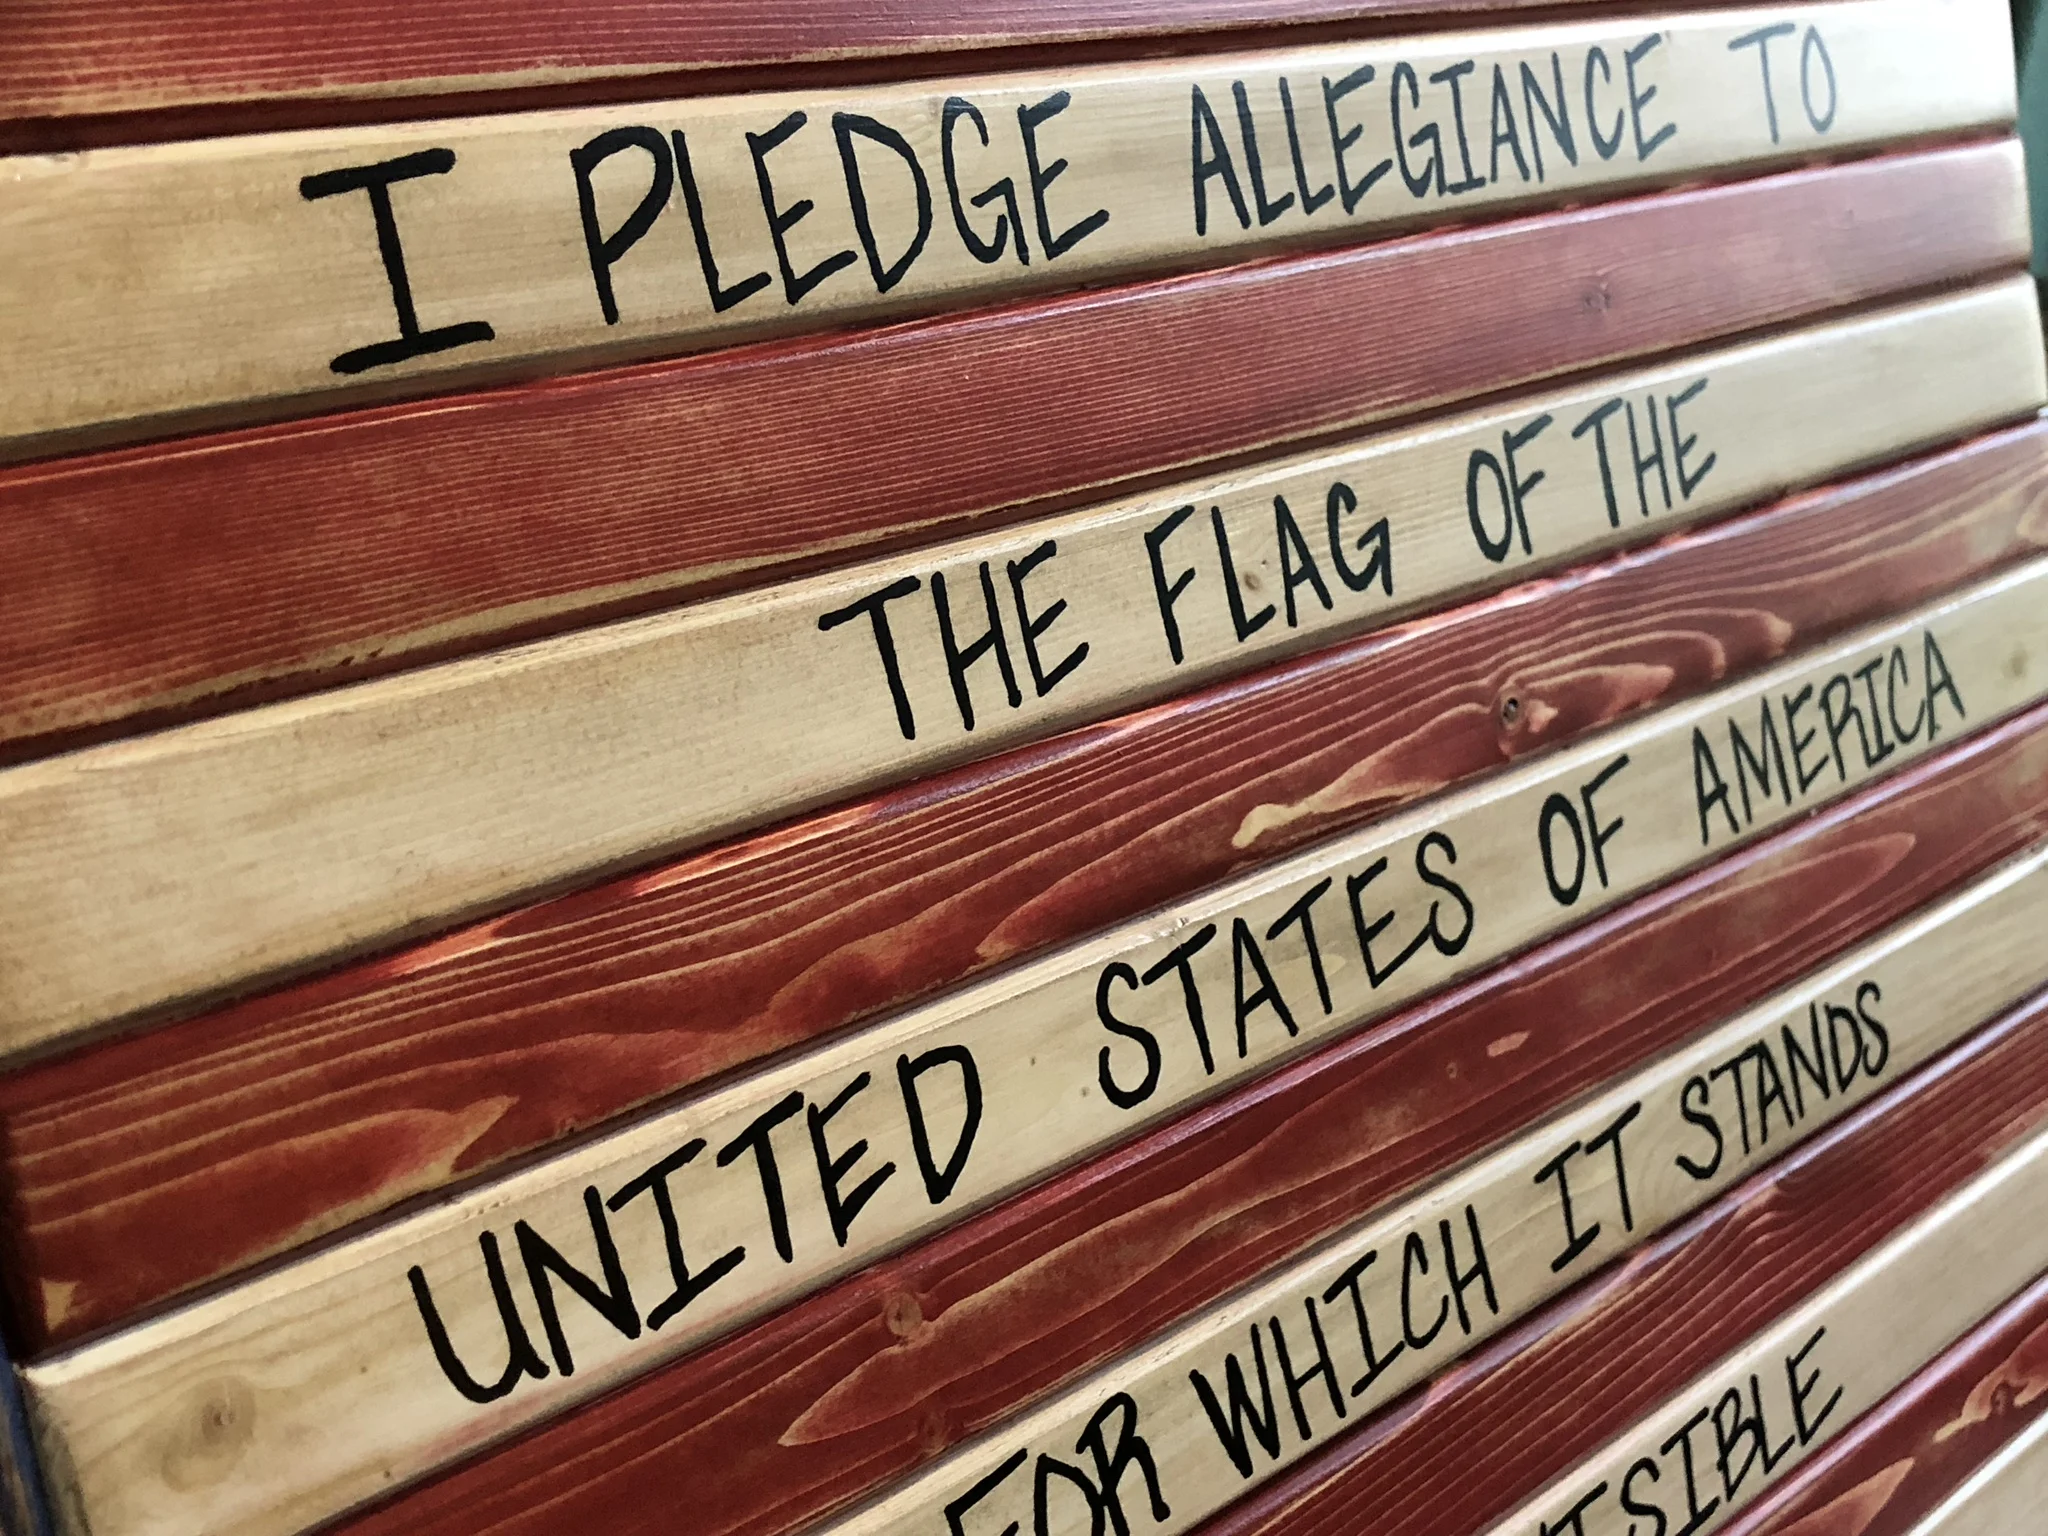 I PLEDGE ALLEGIANCE TO
THE FLAG OF THE
UNITED STATES OF AMERICA
FOR WHICH IT STANDS